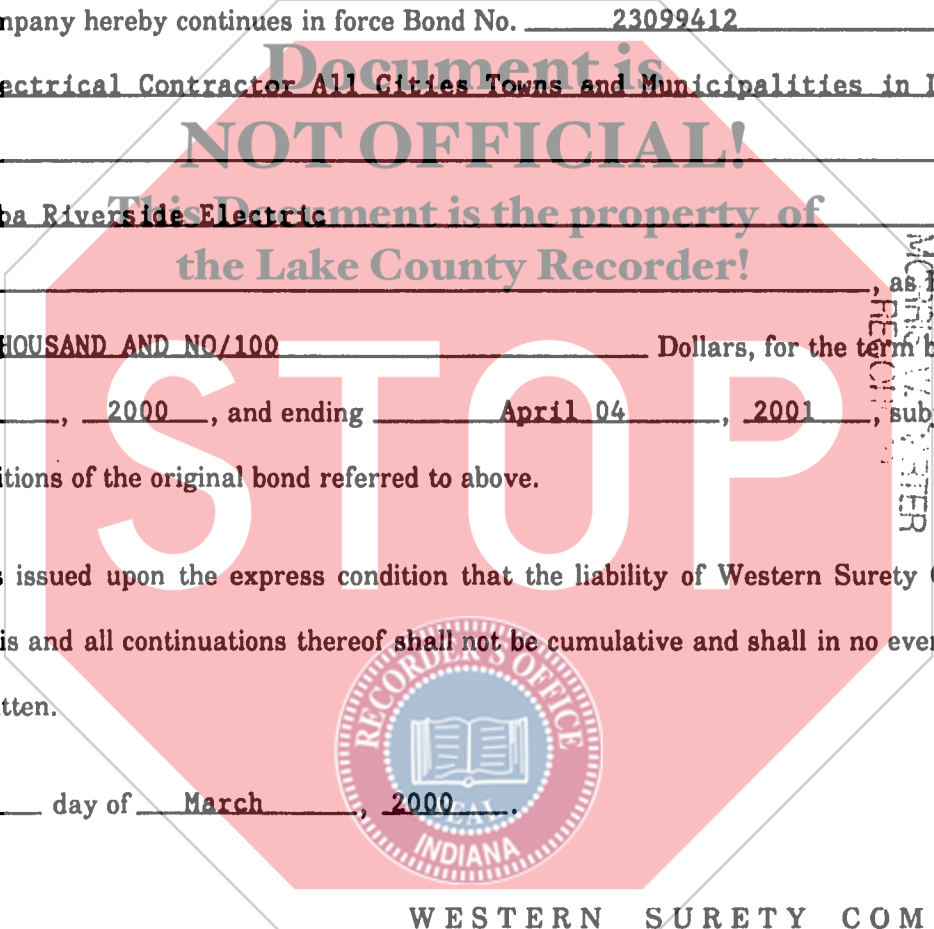 mpany hereby continues in force Bond No. 23099412
Document is
ectrical Contractor All Cities Towns and Municipalities in
NOT OFFICIAL!
This Document is the property of
ba Riverside Electric
the Lake County Recorder!
, as
HOUSAND AND NO/100 Dollars, for the term b
STOP
, 2000 , and ending April 04 , 2001 , sub
itions of the original bond referred to above.
s issued upon the express condition that the liability of Western Surety
is and all continuations thereof shall not be cumulative and shall in no even
tten.
RECORDER'S OFFICE
day of March , 2000 .
SEAL
INDIANA
WESTERN SURETY COM